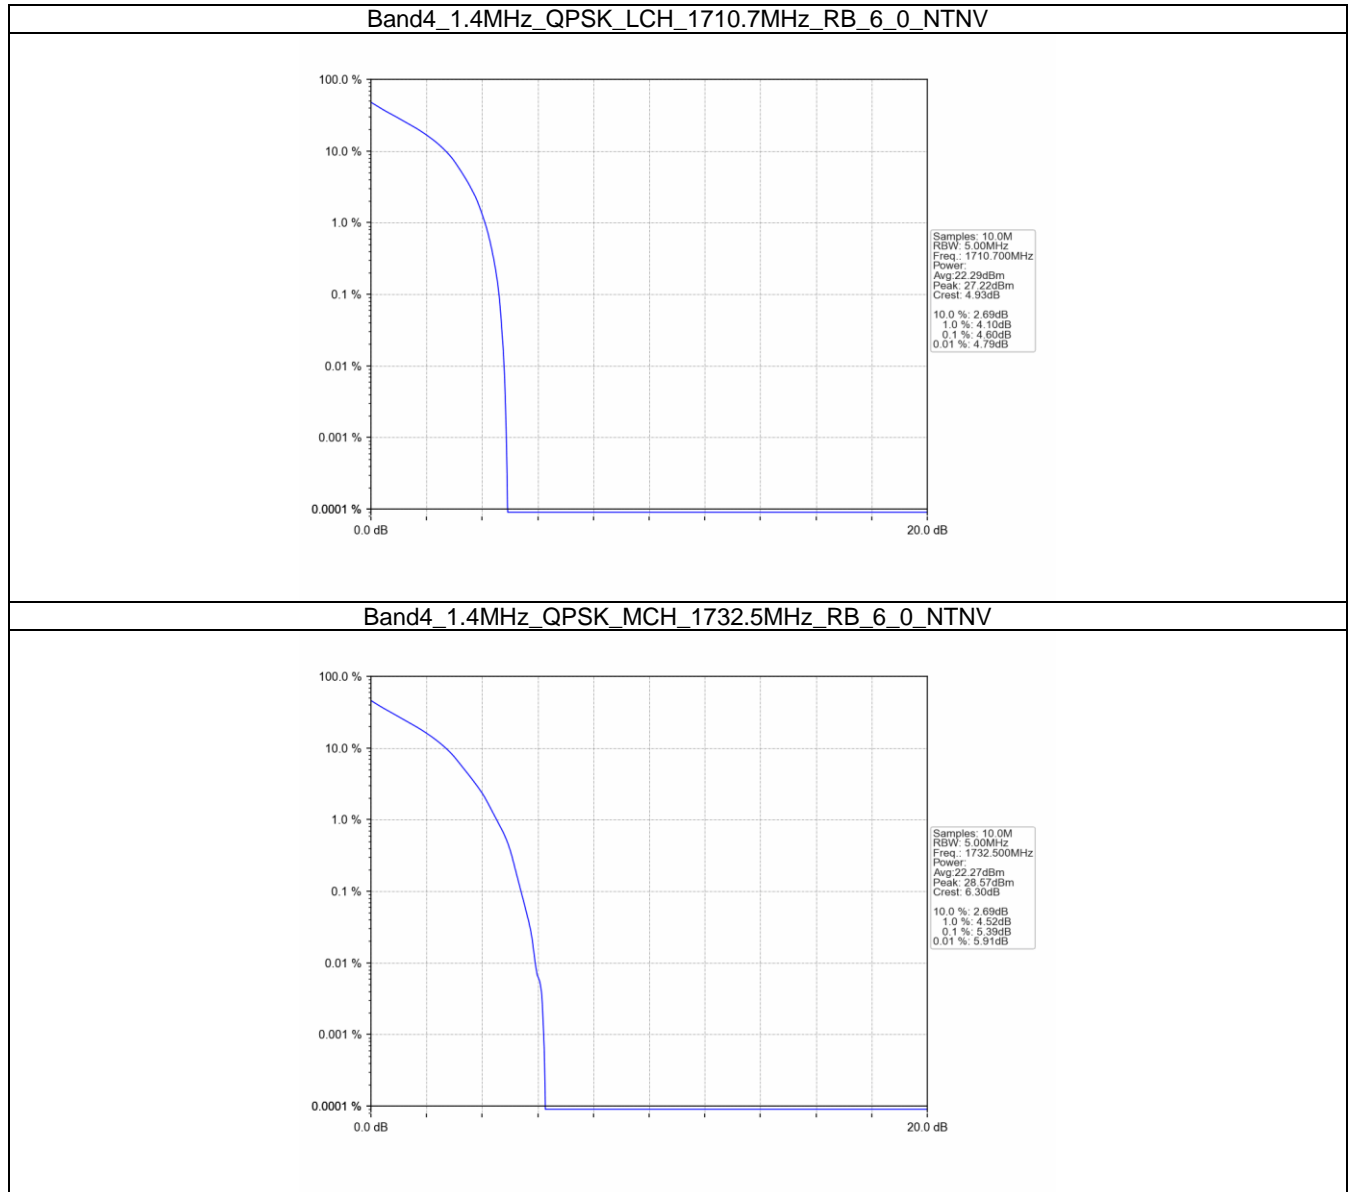 Band4_1.4MHz_QPSK_LCH_1710.7MHz_RB_6_0_NTNV
100.0 %
10.0 %
1.0 %
0.1 %
0.01 %
0.001 %
0.0001 %
0.0 dB
20.0 dB
Samples: 10.0M
RBW: 5.00MHz
Freq.: 1710.700MHz
Power:
Avg:22.29dBm
Peak: 27.22dBm
Crest: 4.93dB
10.0 %: 2.69dB
1.0 %: 4.10dB
0.1 %: 4.60dB
0.01 %: 4.79dB
Band4_1.4MHz_QPSK_MCH_1732.5MHz_RB_6_0_NTNV
100.0 %
10.0 %
1.0 %
0.1 %
0.01 %
0.001 %
0.0001 %
0.0 dB
20.0 dB
Samples: 10.0M
RBW: 5.00MHz
Freq.: 1732.500MHz
Power:
Avg:22.27dBm
Peak: 28.57dBm
Crest: 6.30dB
10.0 %: 2.69dB
1.0 %: 4.52dB
0.1 %: 5.39dB
0.01 %: 5.91dB